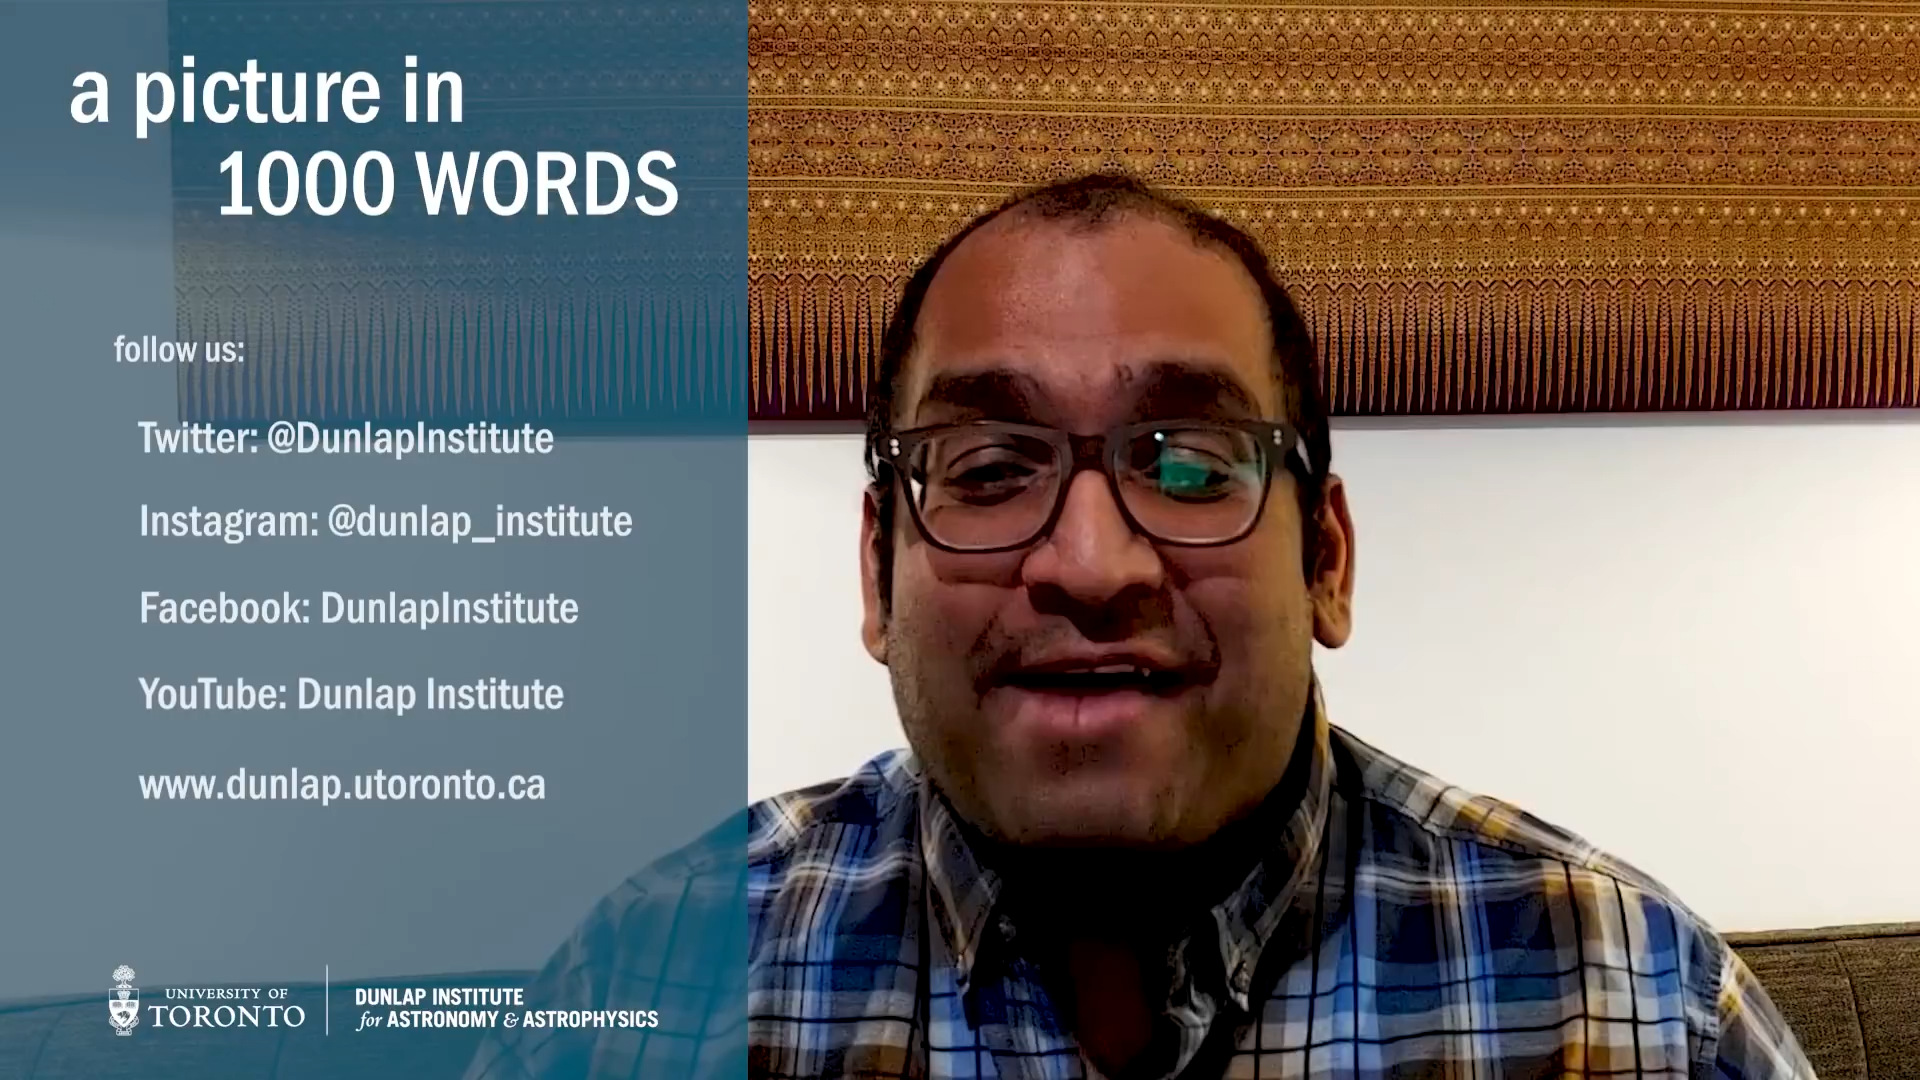 a picture in
1000 WORDS
follow us:
Twitter: @DunlapInstitute
Instagram: @dunlap_institute
Facebook: DunlapInstitute
YouTube: Dunlap Institute
www.dunlap.utoronto.ca
UNIVERSITY OF
TORONTO
DUNLAP INSTITUTE
for ASTRONOMY & ASTROPHYSICS